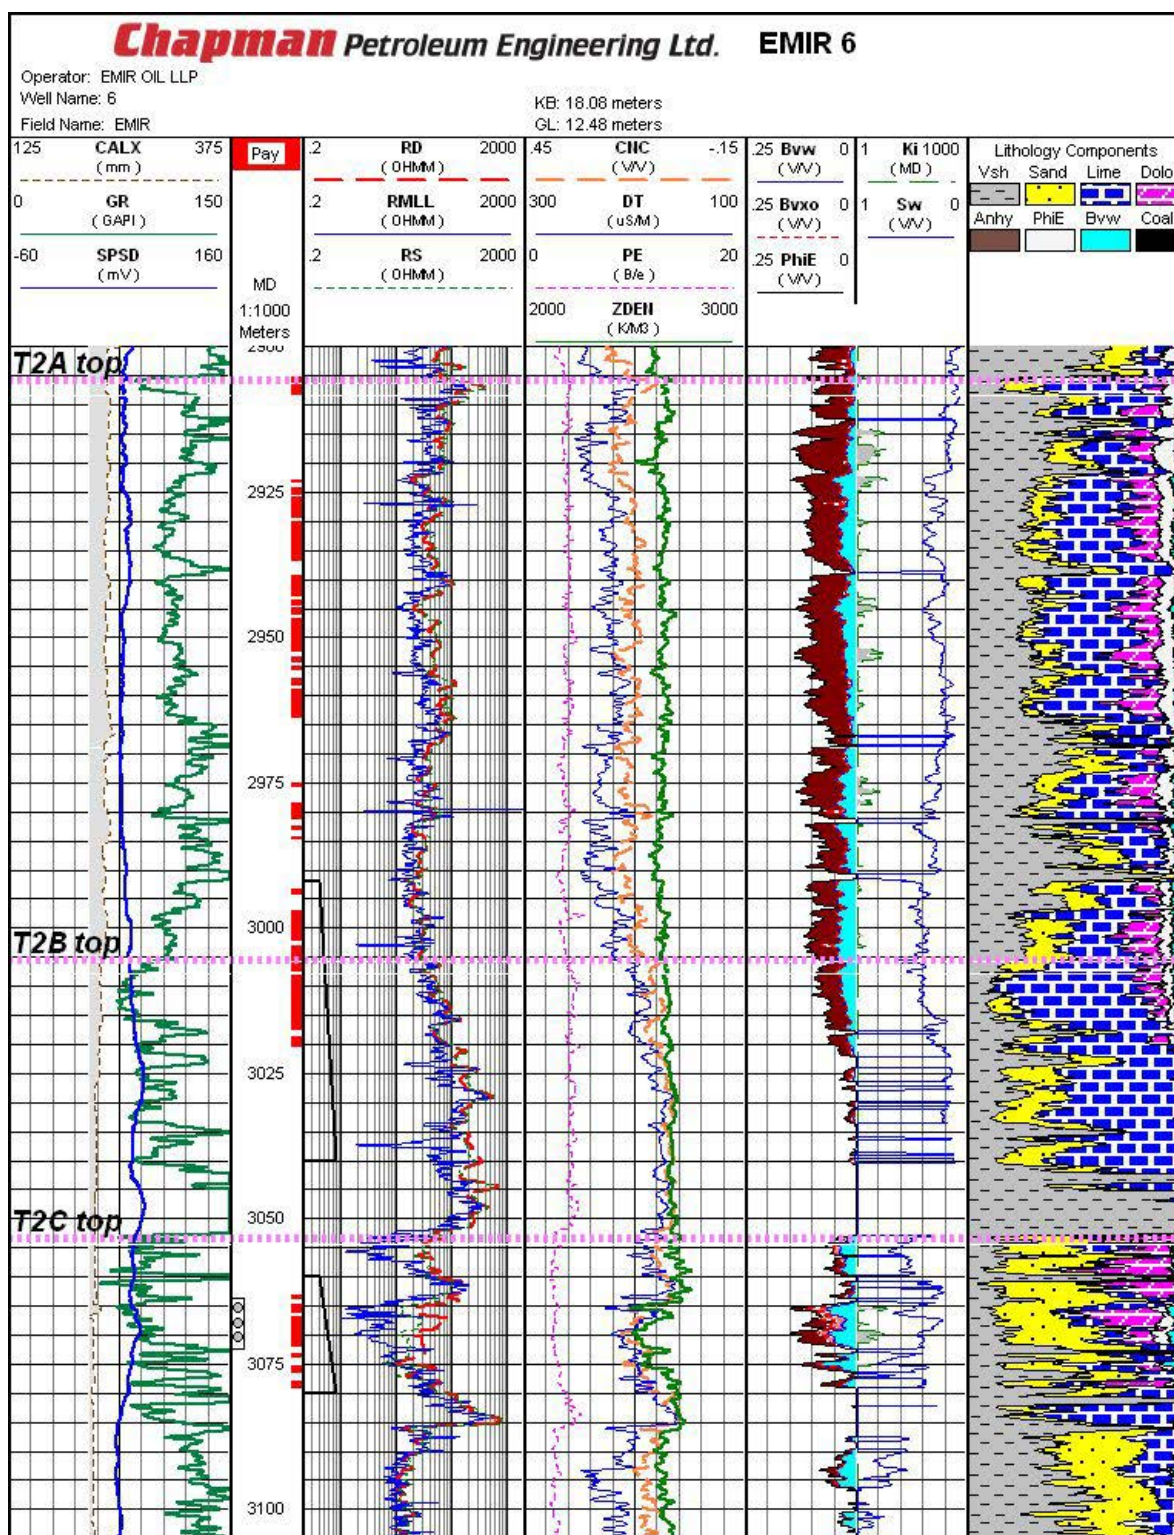 Chapman Petroleum Engineering Ltd. EMIR 6
Operator: EMIR OIL LLP
Well Name: 6
Field Name: EMIR
KB: 18.08 meters
GL: 12.48 meters
125 CALX 375
(mm)
0 GR 150
(GAPI)
-60 SPSD 160
(mV)
Pay
MD
1:1000
Meters
.2 RD 2000
(OHMM)
.2 RMLL 2000
(OHMM)
.2 RS 2000
(OHMM)
.45 CNC -.15
(V/V)
300 DT 100
(uS/M)
0 PE 20
(B/e)
2000 ZDEN 3000
(K/M3)
.25 Bvw 0
(V/V)
.25 Bvxo 0
(V/V)
.25 PhiE 0
(V/V)
1 Ki 1000
(MD)
1 Sw 0
(V/V)
Lithology Components
Vsh Sand Lime Dolo
Anhy PhiE Bvw Coal
2900
T2A top
2925
2950
2975
3000
T2B top
3025
3050
T2C top
3075
3100